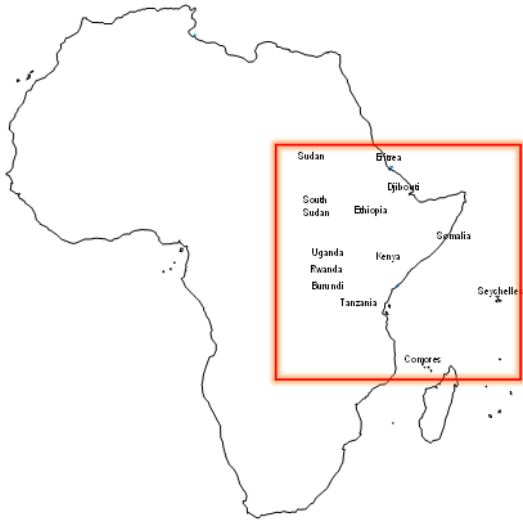 Sudan
Eritrea
Djibouti
South
Sudan
Ethiopia
Somalia
Uganda
Kenya
Rwanda
Burundi
Seychelles
Tanzania
Comores